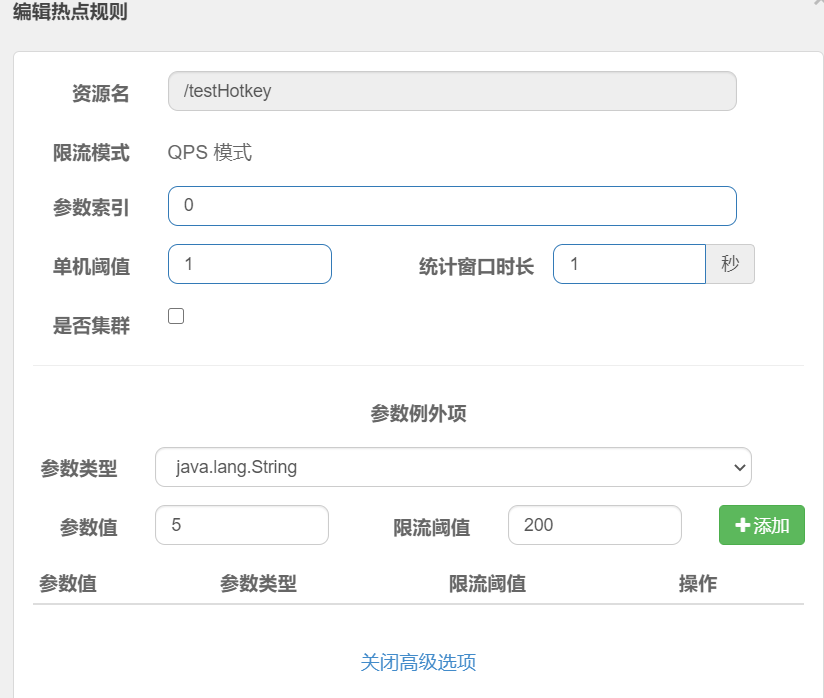 编辑热点规则
资源名 /testHotkey
限流模式 QPS 模式
参数索引 0
单机阈值 1 统计窗口时长 1 秒
是否集群
参数例外项
参数类型 java.lang.String
参数值 5 限流阈值 200 添加
参数值 参数类型 限流阈值 操作
关闭高级选项